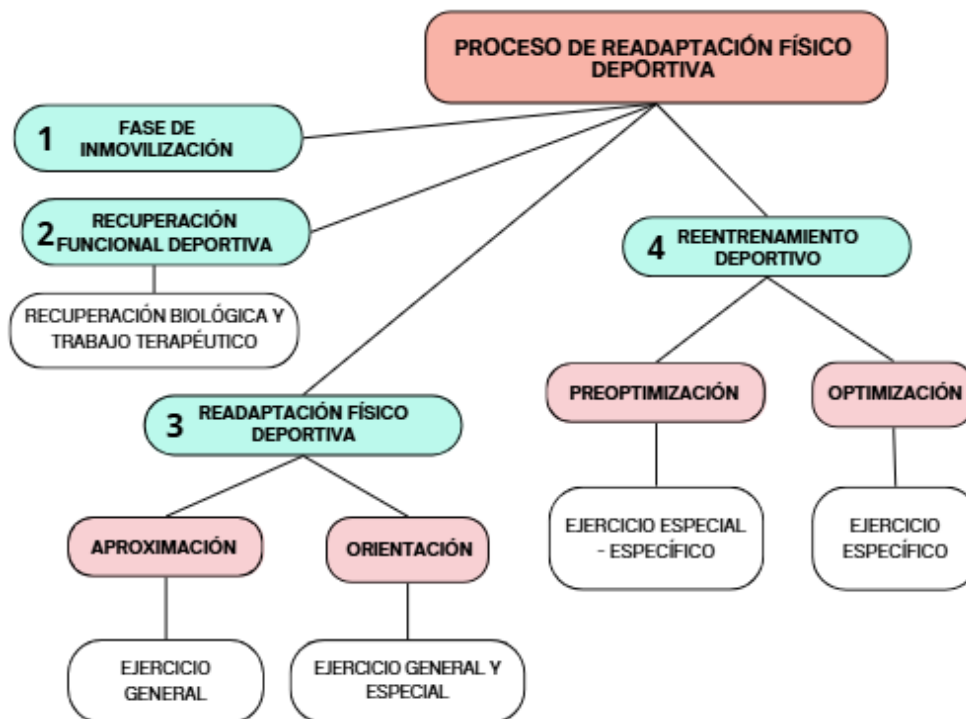 PROCESO DE READAPTACIÓN FÍSICO
DEPORTIVA
1
FASE DE
INMOVILIZACIÓN
2
RECUPERACIÓN
FUNCIONAL DEPORTIVA
RECUPERACIÓN BIOLÓGICA Y
TRABAJO TERAPÉUTICO
3
READAPTACIÓN FÍSICO
DEPORTIVA
APROXIMACIÓN
EJERCICIO
GENERAL
ORIENTACIÓN
EJERCICIO GENERAL Y
ESPECIAL
4
REENTRENAMIENTO
DEPORTIVO
PREOPTIMIZACIÓN
EJERCICIO ESPECIAL
- ESPECÍFICO
OPTIMIZACIÓN
EJERCICIO
ESPECÍFICO